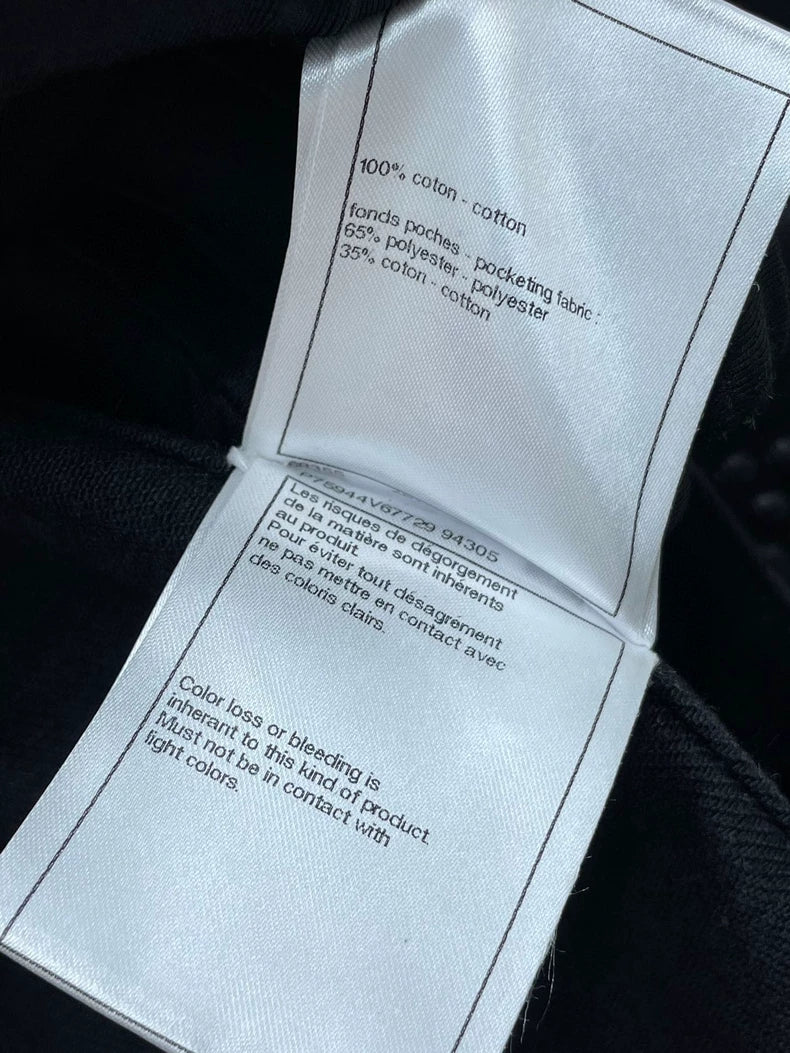 100% coton - cotton
fonds poches - pocketing fabric :
65% polyester - polyester
35% coton - cotton
P75944V67729 94305
Les risques de dégorgement
de la matière sont inhérents
au produit.
Pour éviter tout désagrément
ne pas mettre en contact avec
des coloris clairs.
Color loss or bleeding is
inherant to this kind of product.
Must not be in contact with
light colors.